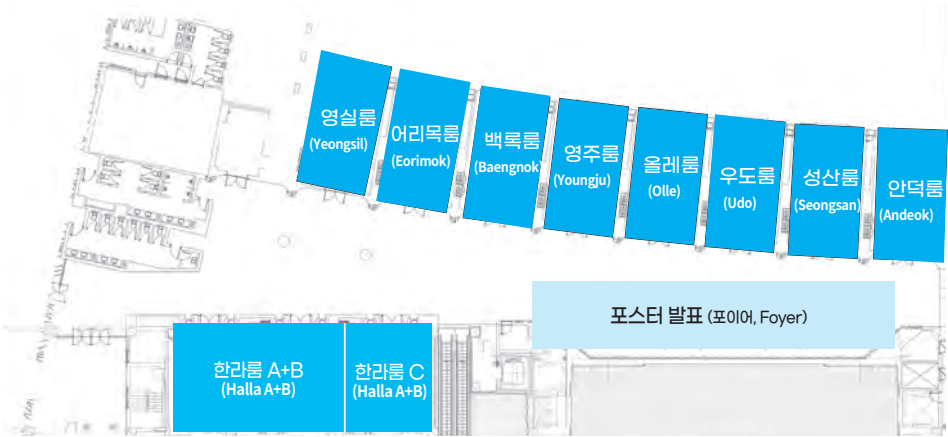 영실룸
(Yeongsil)
어리목룸
(Eorimok)
백록룸
(Baengnok)
영주룸
(Youngju)
올레룸
(Olle)
우도룸
(Udo)
성산룸
(Seongsan)
안덕룸
(Andeok)
포스터 발표 (포이어, Foyer)
한라룸 A+B
(Halla A+B)
한라룸 C
(Halla A+B)